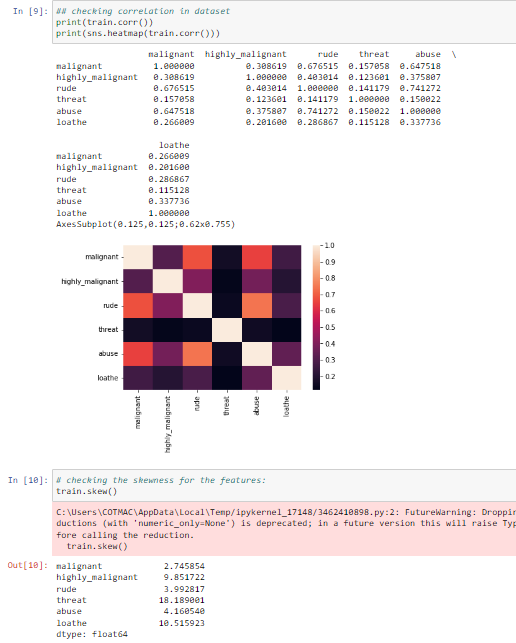 In [9]: ## checking correlation in dataset
print(train.corr())
print(sns.heatmap(train.corr()))
malignant highly_malignant rude threat abuse \
malignant 1.000000 0.308619 0.676515 0.157058 0.647518
highly_malignant 0.308619 1.000000 0.403014 0.123601 0.375807
rude 0.676515 0.403014 1.000000 0.141179 0.741272
threat 0.157058 0.123601 0.141179 1.000000 0.150022
abuse 0.647518 0.375807 0.741272 0.150022 1.000000
loathe 0.266009 0.201600 0.286867 0.115128 0.337736
loathe
malignant 0.266009
highly_malignant 0.201600
rude 0.286867
threat 0.115128
abuse 0.337736
loathe 1.000000
AxesSubplot(0.125,0.125;0.62x0.755)
malignant
highly_malignant
rude
threat
abuse
loathe
malignant
highly_malignant
rude
threat
abuse
loathe
1.0
0.9
0.8
0.7
0.6
0.5
0.4
0.3
0.2
In [10]: # checking the skewness for the features:
train.skew()
C:\Users\COTMAC\AppData\Local\Temp/ipykernel_17148/3462410898.py:2: FutureWarning: Droppin
ductions (with 'numeric_only=None') is deprecated; in a future version this will raise Typ
fore calling the reduction.
train.skew()
Out[10]: malignant 2.745854
highly_malignant 9.851722
rude 3.992817
threat 18.189001
abuse 4.160540
loathe 10.515923
dtype: float64